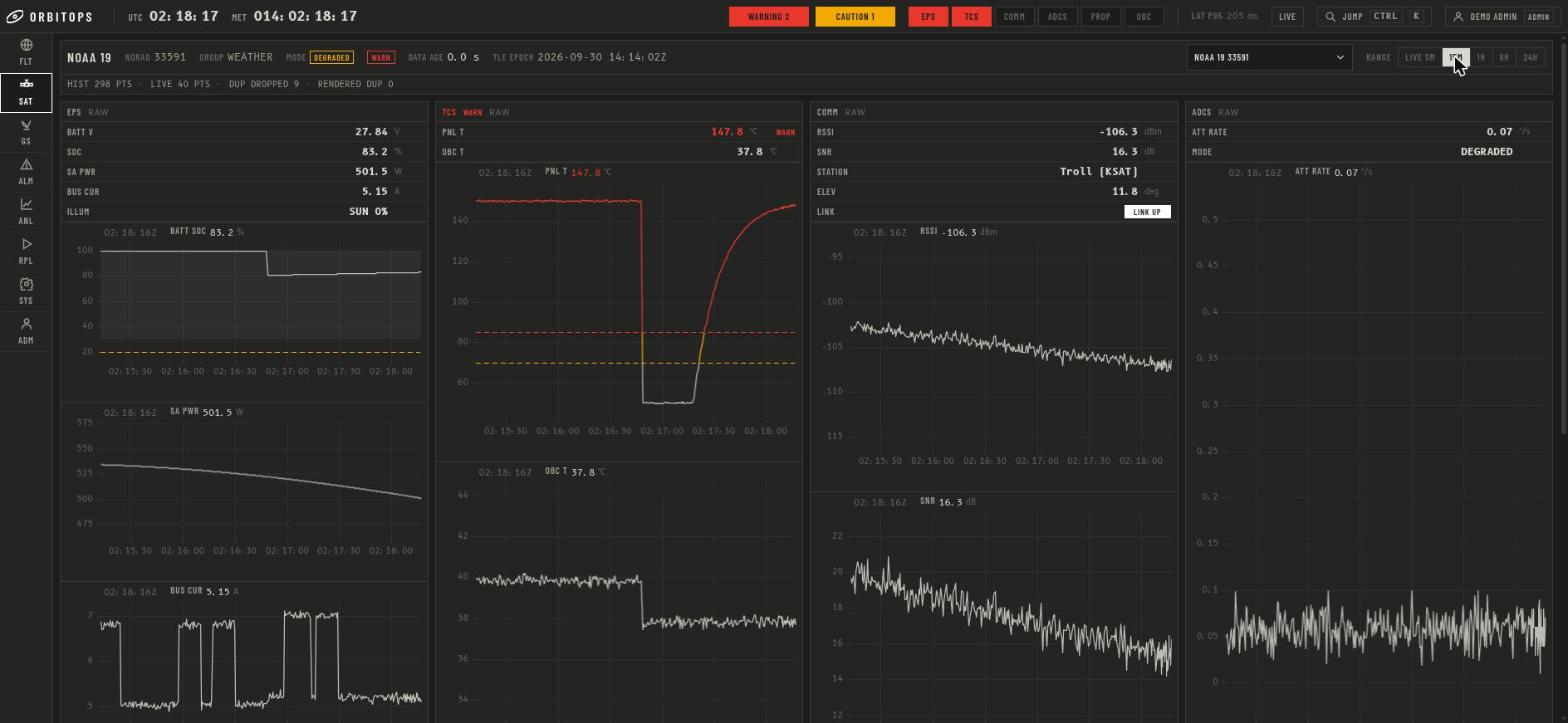 ORBITOPS UTC 02:18:17 MET 014:02:18:17 WARNING 2 CAUTION 1 EPS TCS COMM ADCS PROP OBC LAT P95 205 ms LIVE JUMP CTRL K DEMO ADMIN ADMIN
FLT
SAT
GS
ALM
ANL
RPL
SYS
ADM
NOAA 19 NORAD 33591 GROUP WEATHER MODE DEGRADED WARN DATA AGE 0.0 s TLE EPOCH 2026-09-30 14:14:02Z NOAA 19 33591 RANGE LIVE 5M 15M 1H 6H 24H
HIST 298 PTS · LIVE 40 PTS · DUP DROPPED 9 · RENDERED DUP 0
EPS RAW
BATT V 27.84 V
SOC 83.2 %
SA PWR 501.5 W
BUS CUR 5.15 A
ILLUM SUN 0%
02:18:16Z BATT SOC 83.2 %
100
80
60
40
20
02:15:30 02:16:00 02:16:30 02:17:00 02:17:30 02:18:00
02:18:16Z SA PWR 501.5 W
575
550
525
500
475
02:15:30 02:16:00 02:16:30 02:17:00 02:17:30 02:18:00
02:18:16Z BUS CUR 5.15 A
7
6
5
TCS WARN RAW
PNL T 147.8 °C WARN
OBC T 37.8 °C
02:18:16Z PNL T 147.8 °C
140
120
100
80
60
02:15:30 02:16:00 02:16:30 02:17:00 02:17:30 02:18:00
02:18:16Z OBC T 37.8 °C
44
42
40
38
36
34
COMM RAW
RSSI -106.3 dBm
SNR 16.3 dB
STATION Troll [KSAT]
ELEV 11.8 deg
LINK LINK UP
02:18:16Z RSSI -106.3 dBm
-95
-100
-105
-110
-115
02:15:30 02:16:00 02:16:30 02:17:00 02:17:30 02:18:00
02:18:16Z SNR 16.3 dB
22
20
18
16
14
12
ADCS RAW
ATT RATE 0.07 °/s
MODE DEGRADED
02:18:16Z ATT RATE 0.07 °/s
0.5
0.45
0.4
0.35
0.3
0.25
0.2
0.15
0.1
0.05
0